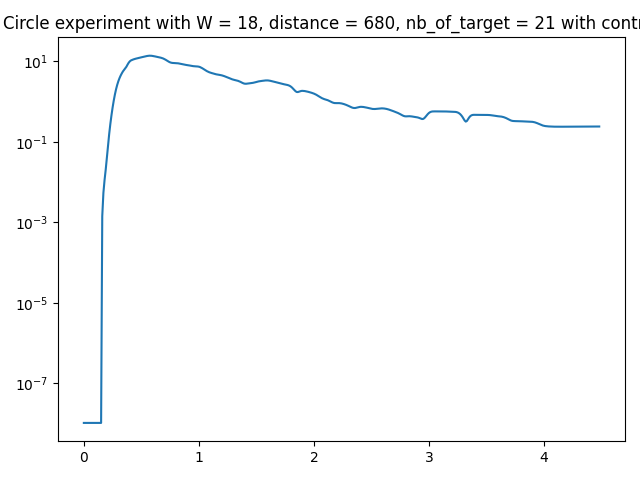 Circle experiment with W = 18, distance = 680, nb_of_target = 21 with contr
10¹
10⁻¹
10⁻³
10⁻⁵
10⁻⁷
0 1 2 3 4